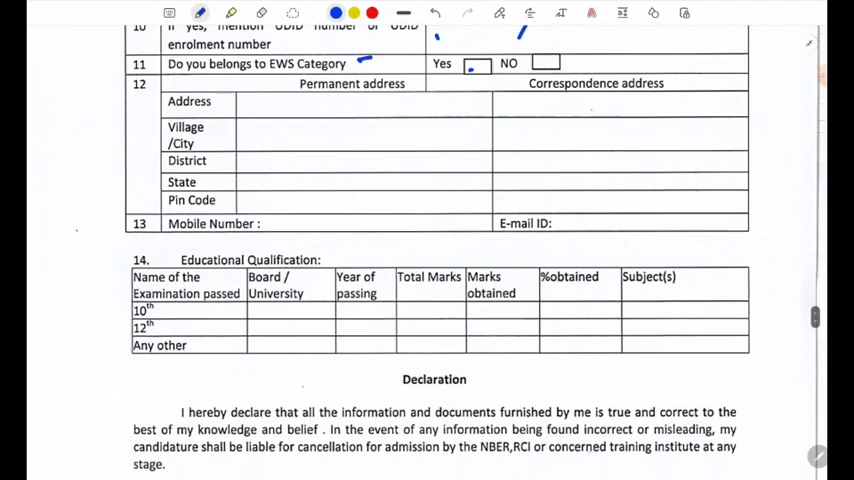 10 If yes, mention UDID number or UDID
enrolment number
11 Do you belongs to EWS Category Yes NO
12 Permanent address Correspondence address
Address
Village
/City
District
State
Pin Code
13 Mobile Number : E-mail ID:
14. Educational Qualification:
Name of the Examination passed Board / University Year of passing Total Marks Marks obtained %obtained Subject(s)
10th
12th
Any other
Declaration
I hereby declare that all the information and documents furnished by me is true and correct to the
best of my knowledge and belief . In the event of any information being found incorrect or misleading, my
candidature shall be liable for cancellation for admission by the NBER,RCI or concerned training institute at any
stage.